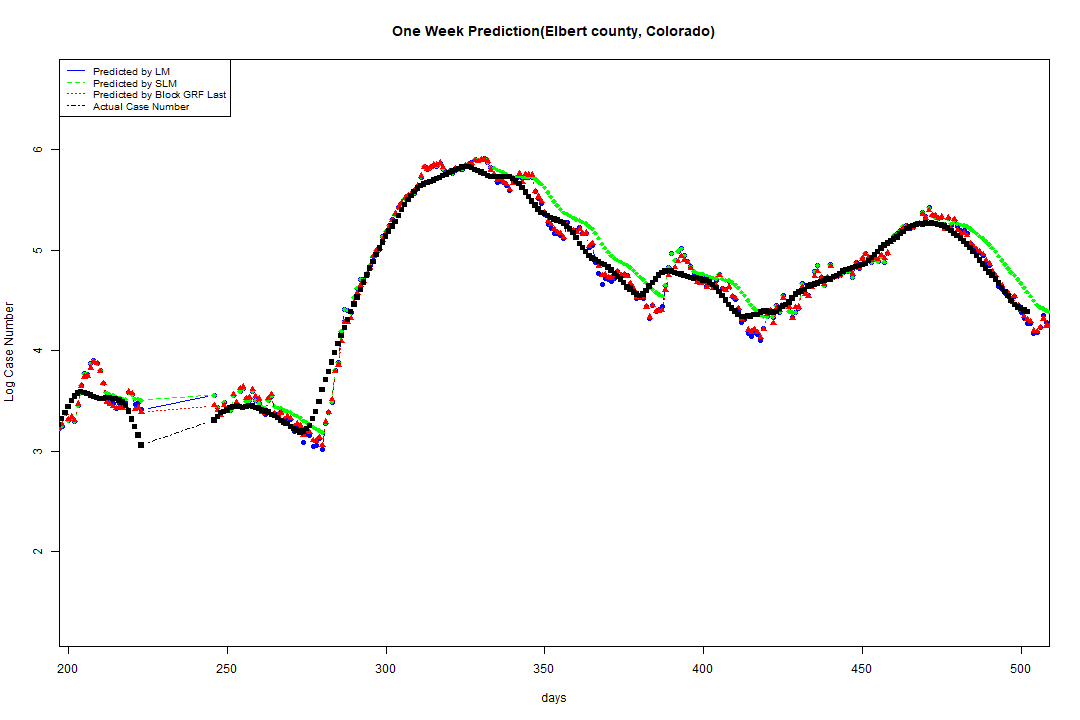 One Week Prediction(Elbert county, Colorado)
Predicted by LM
Predicted by SLM
Predicted by Block GRF Last
Actual Case Number
Log Case Number
6
5
4
3
2
200 250 300 350 400 450 500
days